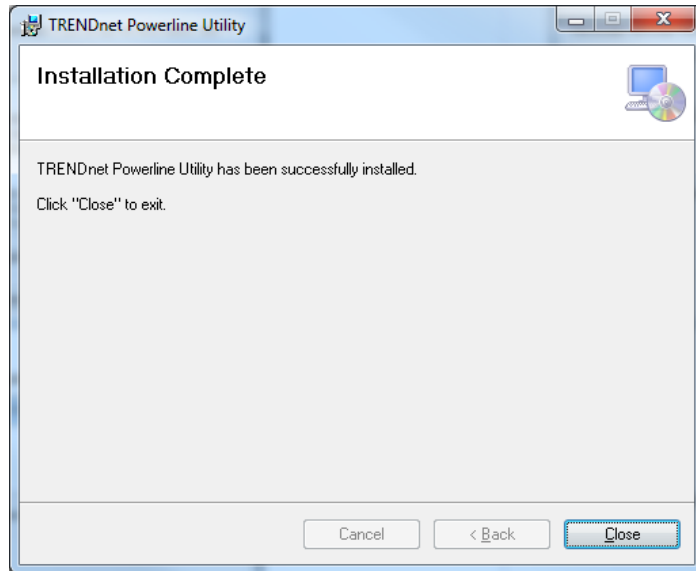 TRENDnet Powerline Utility
Installation Complete
TRENDnet Powerline Utility has been successfully installed.
Click "Close" to exit.
Cancel
< Back
Close